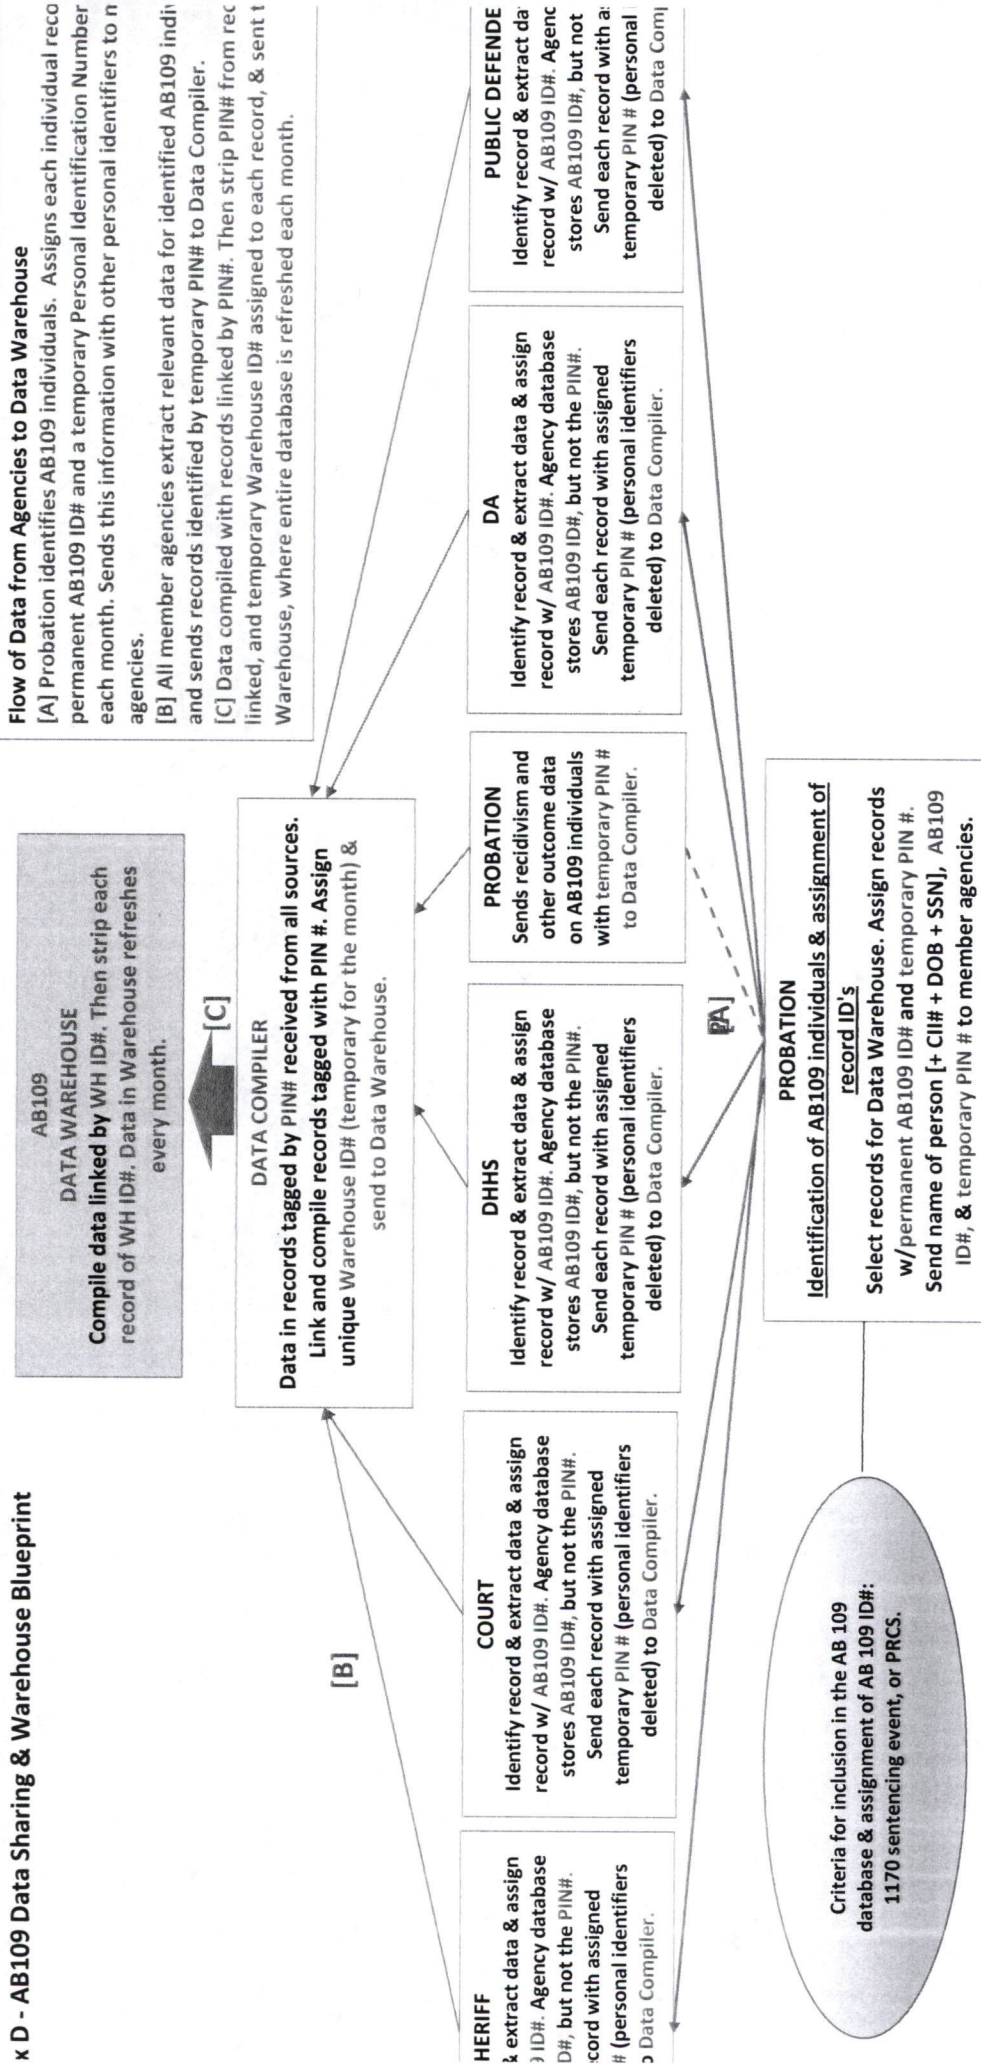 x D - AB109 Data Sharing & Warehouse Blueprint
Flow of Data from Agencies to Data Warehouse
[A] Probation identifies AB109 individuals. Assigns each individual reco
permanent AB109 ID# and a temporary Personal Identification Number
each month. Sends this information with other personal identifiers to n
agencies.
[B] All member agencies extract relevant data for identified AB109 indiv
and sends records identified by temporary PIN# to Data Compiler.
[C] Data compiled with records linked by PIN#. Then strip PIN# from rec
linked, and temporary Warehouse ID# assigned to each record, & sent t
Warehouse, where entire database is refreshed each month.
AB109
DATA WAREHOUSE
Compile data linked by WH ID#. Then strip each
record of WH ID#. Data in Warehouse refreshes
every month.
[C]
DATA COMPILER
Data in records tagged by PIN# received from all sources.
Link and compile records tagged with PIN #. Assign
unique Warehouse ID# (temporary for the month) &
send to Data Warehouse.
[B]
HERIFF
& extract data & assign
9 ID#. Agency database
D#, but not the PIN#.
cord with assigned
# (personal identifiers
o Data Compiler.
COURT
Identify record & extract data & assign
record w/ AB109 ID#. Agency database
stores AB109 ID#, but not the PIN#.
Send each record with assigned
temporary PIN # (personal identifiers
deleted) to Data Compiler.
DHHS
Identify record & extract data & assign
record w/ AB109 ID#. Agency database
stores AB109 ID#, but not the PIN#.
Send each record with assigned
temporary PIN # (personal identifiers
deleted) to Data Compiler.
PROBATION
Sends recidivism and
other outcome data
on AB109 individuals
with temporary PIN #
to Data Compiler.
DA
Identify record & extract data & assign
record w/ AB109 ID#. Agency database
stores AB109 ID#, but not the PIN#.
Send each record with assigned
temporary PIN # (personal identifiers
deleted) to Data Compiler.
PUBLIC DEFENDE
Identify record & extract da
record w/ AB109 ID#. Agenc
stores AB109 ID#, but not
Send each record with as
temporary PIN # (personal
deleted) to Data Comp
[A]
PROBATION
Identification of AB109 individuals & assignment of
record ID's
Select records for Data Warehouse. Assign records
w/permanent AB109 ID# and temporary PIN #.
Send name of person [+ CII# + DOB + SSN], AB109
ID#, & temporary PIN # to member agencies.
Criteria for inclusion in the AB 109
database & assignment of AB 109 ID#:
1170 sentencing event, or PRCS.